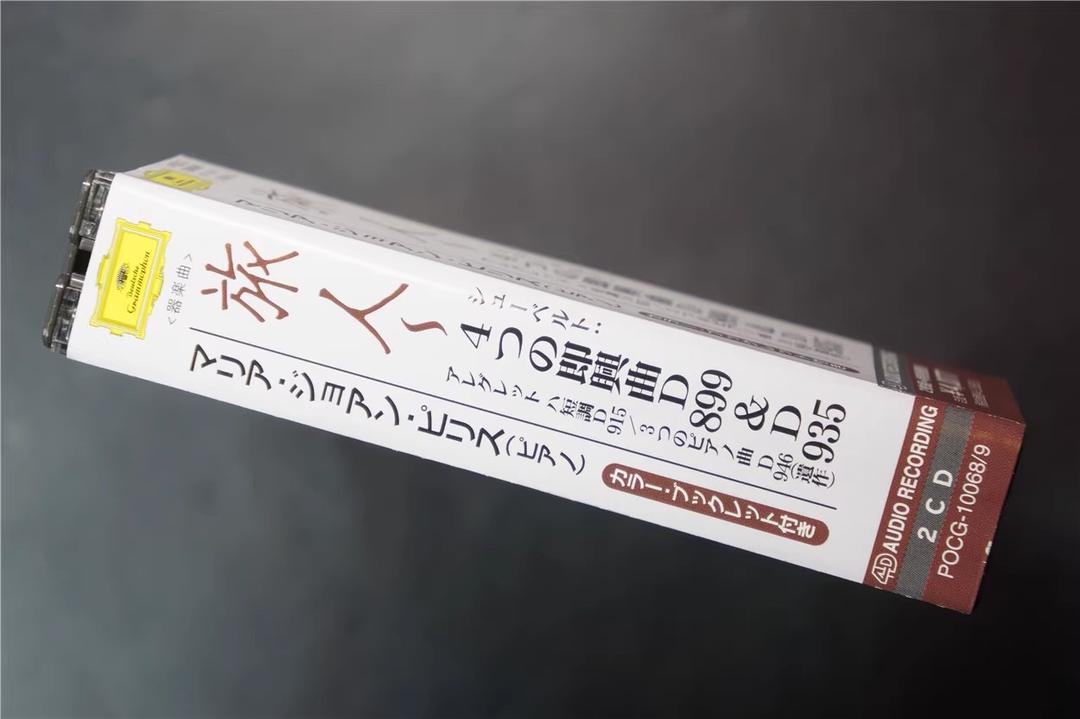 Deutsche
Grammophon
<器楽曲>
旅人〜
シューベルト:
4つの即興曲D899&D935
アレグレットハ短調D915/3つのピアノ曲 D946(遺作)
マリア・ジョアン・ピリス(ピアノ)
カラー・ブックレット付き
4D AUDIO RECORDING
2CD
POCG-10068/9